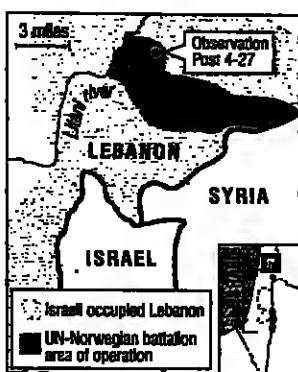 3 miles
Observation
Post 4-27
Litani river
LEBANON
SYRIA
ISRAEL
Israeli occupied Lebanon
UN-Norwegian battalion
area of operation